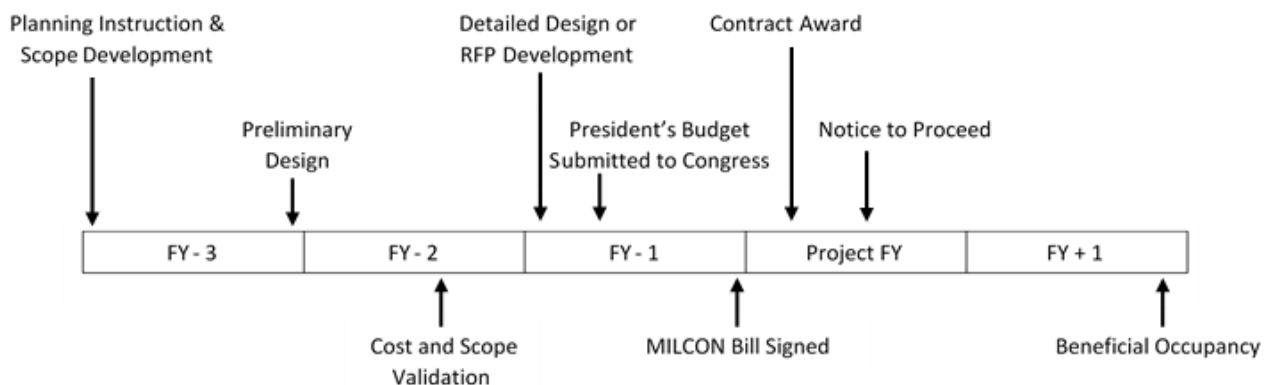 Planning Instruction &
Scope Development
Detailed Design or
RFP Development
Contract Award
Preliminary
Design
President’s Budget
Submitted to Congress
Notice to Proceed
FY - 3
FY - 2
FY - 1
Project FY
FY + 1
Cost and Scope
Validation
MILCON Bill Signed
Beneficial Occupancy